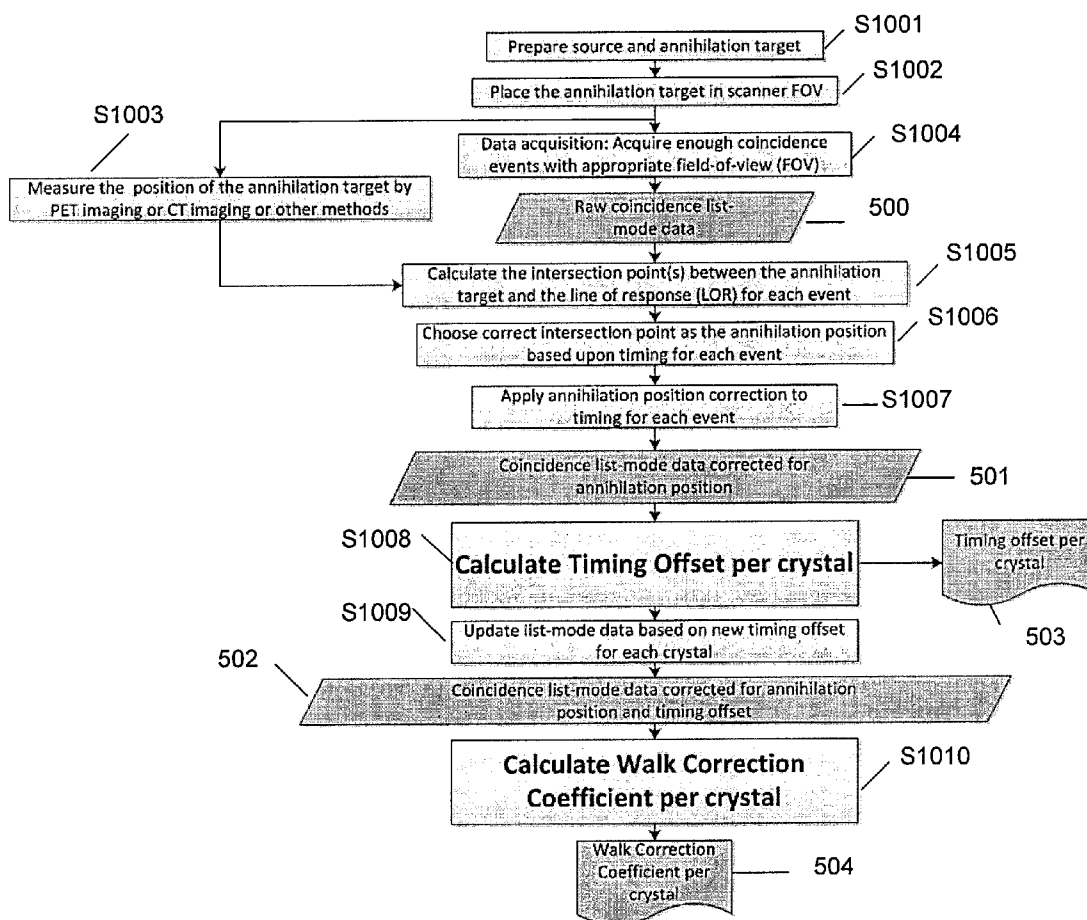 S1001
Prepare source and annihilation target
S1002
Place the annihilation target in scanner FOV
S1003
S1004
Data acquisition: Acquire enough coincidence
events with appropriate field-of-view (FOV)
Measure the position of the annihilation target by
PET imaging or CT imaging or other methods
500
Raw coincidence list-
mode data
S1005
Calculate the intersection point(s) between the annihilation
target and the line of response (LOR) for each event
S1006
Choose correct intersection point as the annihilation position
based upon timing for each event
S1007
Apply annihilation position correction to
timing for each event
Coincidence list-mode data corrected for
annihilation position
501
S1008
Calculate Timing Offset per crystal
Timing offset per
crystal
503
S1009
Update list-mode data based on new timing offset
for each crystal
502
Coincidence list-mode data corrected for annihilation
position and timing offset
S1010
Calculate Walk Correction
Coefficient per crystal
Walk Correction
Coefficient per
crystal
504